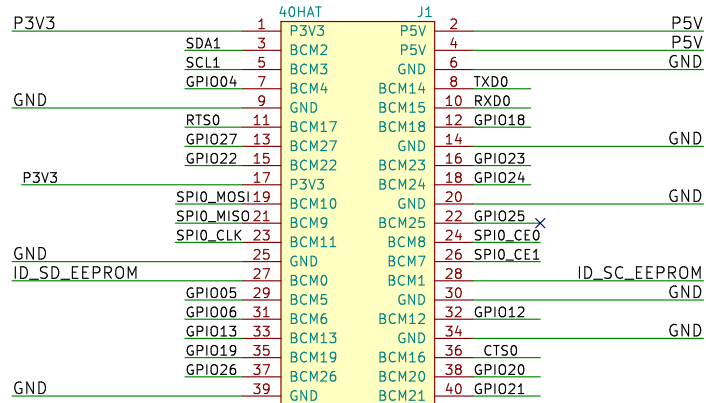 40HAT J1
P3V3 1 P3V3 P5V 2 P5V
SDA1 3 BCM2 P5V 4 P5V
SCL1 5 BCM3 GND 6 GND
GPIO04 7 BCM4 BCM14 8 TXD0
GND 9 GND BCM15 10 RXD0
RTS0 11 BCM17 BCM18 12 GPIO18
GPIO27 13 BCM27 GND 14 GND
GPIO22 15 BCM22 BCM23 16 GPIO23
P3V3 17 P3V3 BCM24 18 GPIO24
SPI0_MOSI 19 BCM10 GND 20 GND
SPI0_MISO 21 BCM9 BCM25 22 GPIO25
SPI0_CLK 23 BCM11 BCM8 24 SPI0_CE0
GND 25 GND BCM7 26 SPI0_CE1
ID_SD_EEPROM 27 BCM0 BCM1 28 ID_SC_EEPROM
GPIO05 29 BCM5 GND 30 GND
GPIO06 31 BCM6 BCM12 32 GPIO12
GPIO13 33 BCM13 GND 34 GND
GPIO19 35 BCM19 BCM16 36 CTS0
GPIO26 37 BCM26 BCM20 38 GPIO20
GND 39 GND BCM21 40 GPIO21